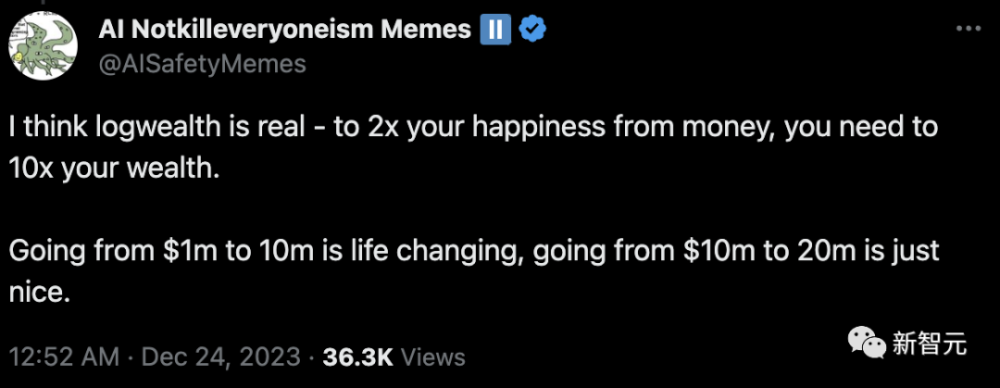 AI Notkilleveryoneism Memes ⏸️
@AISafetyMemes
I think logwealth is real - to 2x your happiness from money, you need to
10x your wealth.
Going from $1m to 10m is life changing, going from $10m to 20m is just
nice.
12:52 AM · Dec 24, 2023 · 36.3K Views
新智元